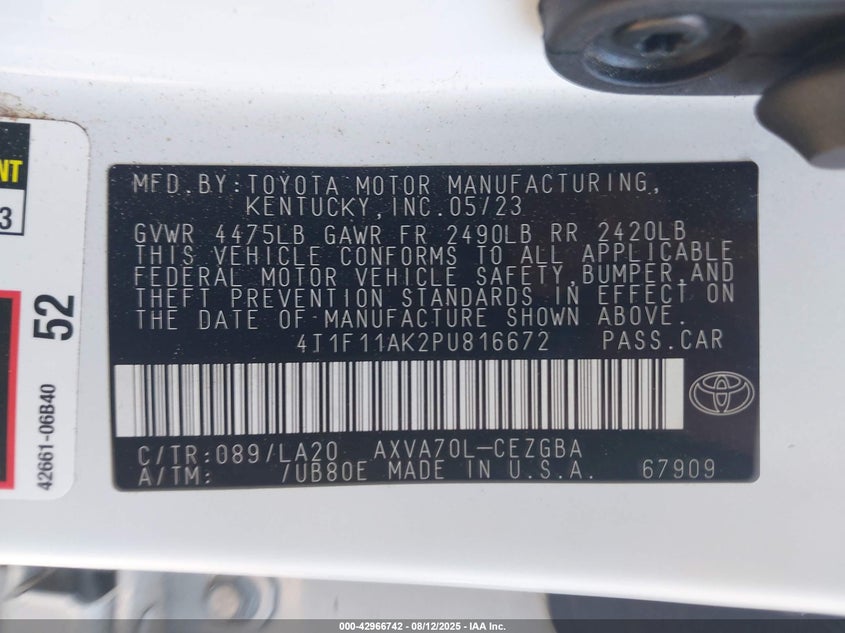 MFD.BY:TOYOTA MOTOR MANUFACTURING,
KENTUCKY,INC.05/23
GVWR 4475LB GAWR FR 2490LB RR 2420LB
THIS VEHICLE CONFORMS TO ALL APPLICABLE
FEDERAL MOTOR VEHICLE SAFETY,BUMPER,AND
THEFT PREVENTION STANDARDS IN EFFECT ON
THE DATE OF MANUFACTURE SHOWN ABOVE.
4T1F11AK2PU816672 PASS.CAR
C/TR:089/LA20 AXVA70L-CEZGBA
A/TM: /UB80E MADE IN U.S.A. 67909
NT
3
52
42661-06B40
000-42966742 - 08/12/2025 - IAA Inc.